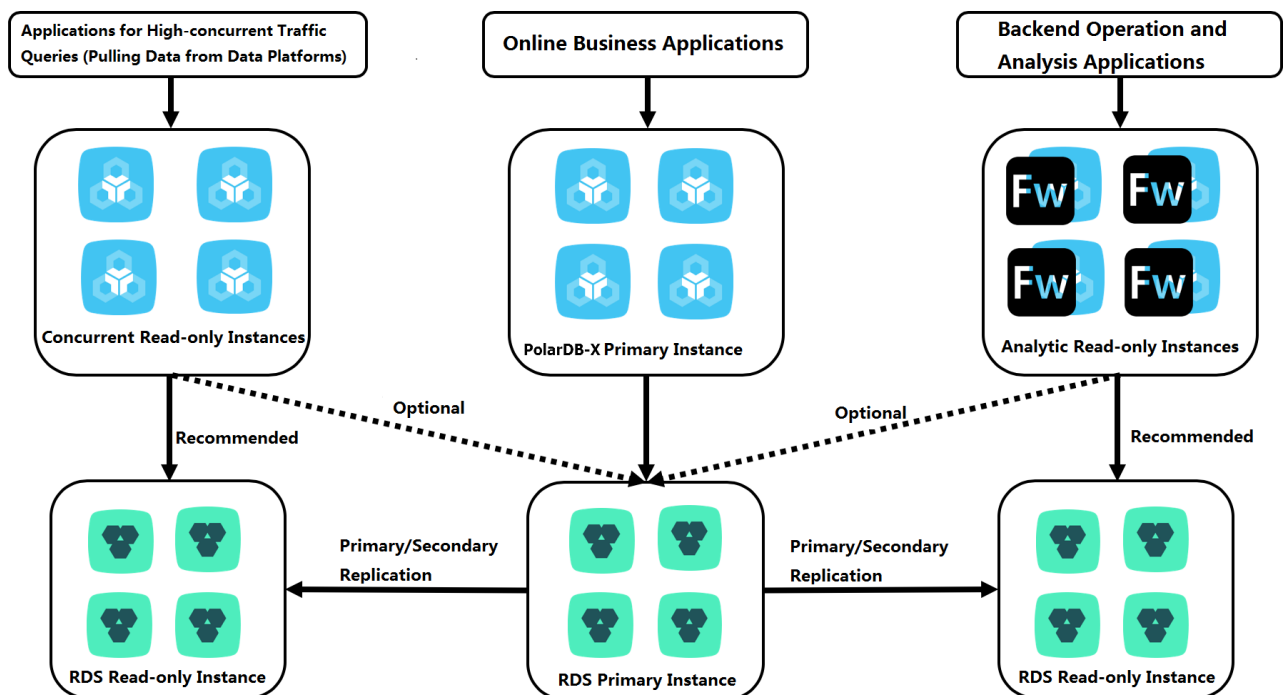 Applications for High-concurrent Traffic
Queries (Pulling Data from Data Platforms)
Online Business Applications
Backend Operation and
Analysis Applications
Fw
Fw
Fw
Fw
Concurrent Read-only Instances
PolarDB-X Primary Instance
Analytic Read-only Instances
Optional
Optional
Recommended
Recommended
Primary/Secondary
Replication
Primary/Secondary
Replication
RDS Read-only Instance
RDS Primary Instance
RDS Read-only Instance